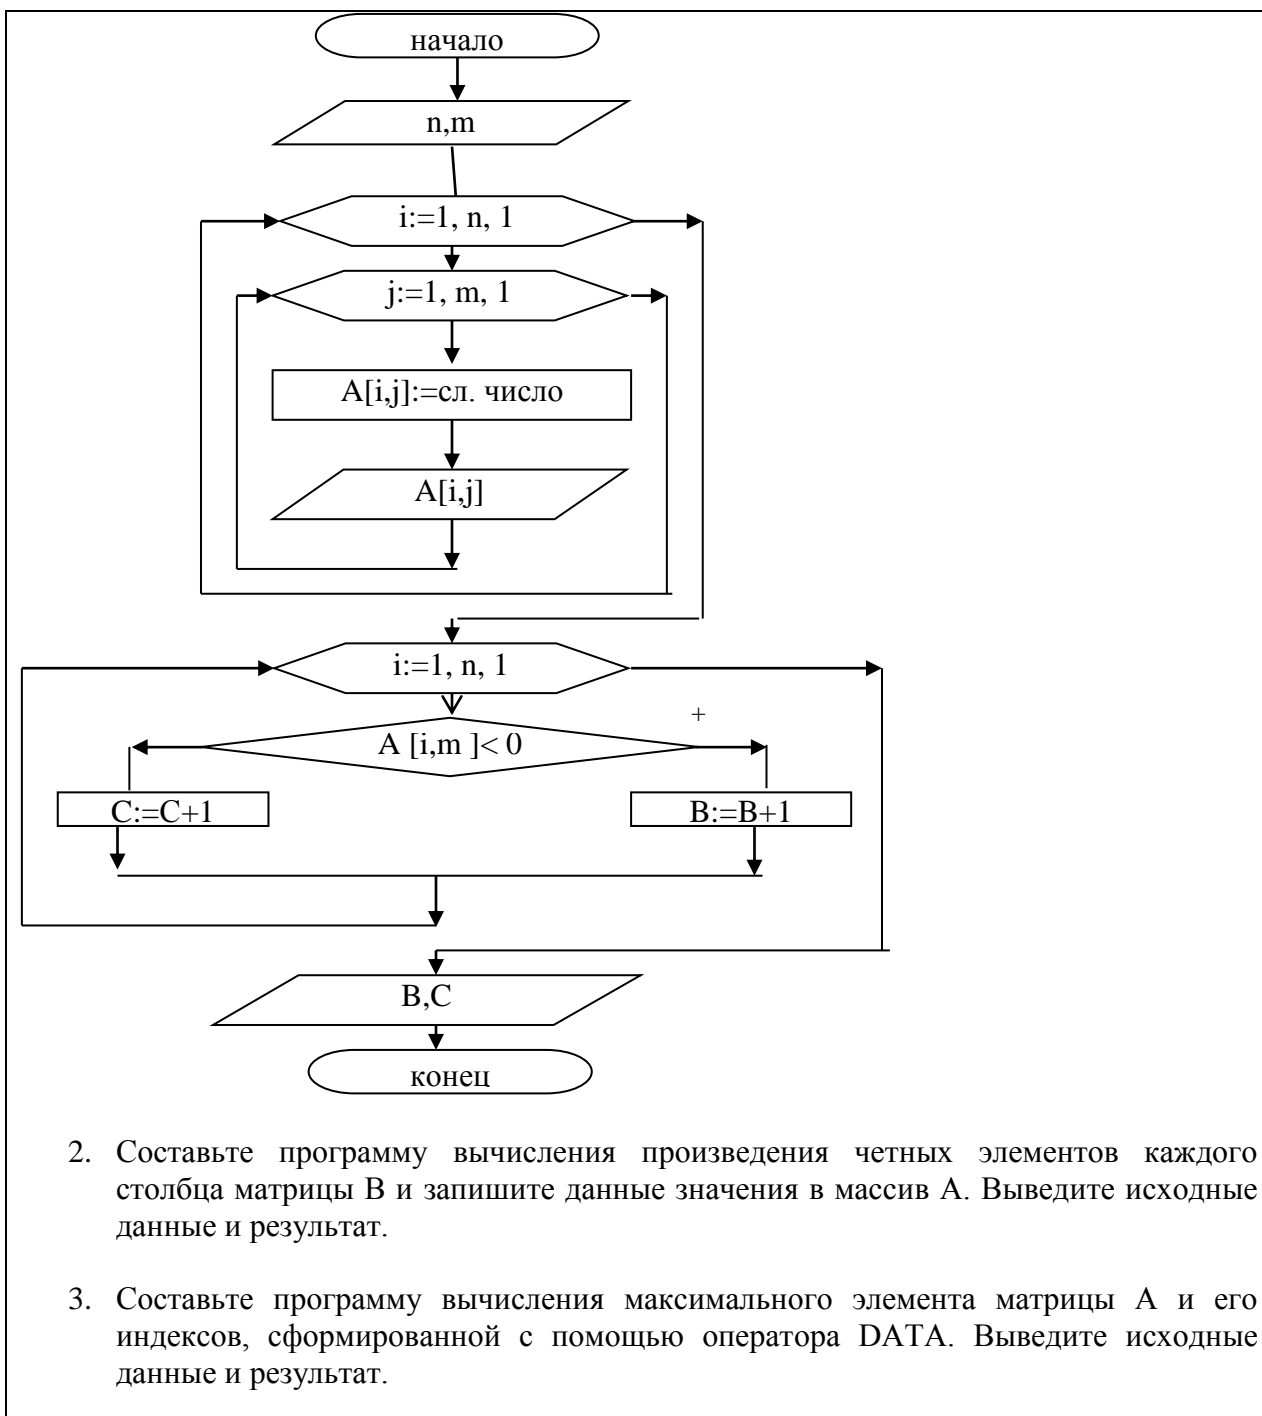 начало
n,m
i:=1, n, 1
j:=1, m, 1
A[i,j]:=сл. число
A[i,j]
i:=1, n, 1
+
A [i,m ]< 0
C:=C+1
B:=B+1
B,C
конец
2. Составьте программу вычисления произведения четных элементов каждого
столбца матрицы В и запишите данные значения в массив А. Выведите исходные
данные и результат.
3. Составьте программу вычисления максимального элемента матрицы А и его
индексов, сформированной с помощью оператора DATA. Выведите исходные
данные и результат.